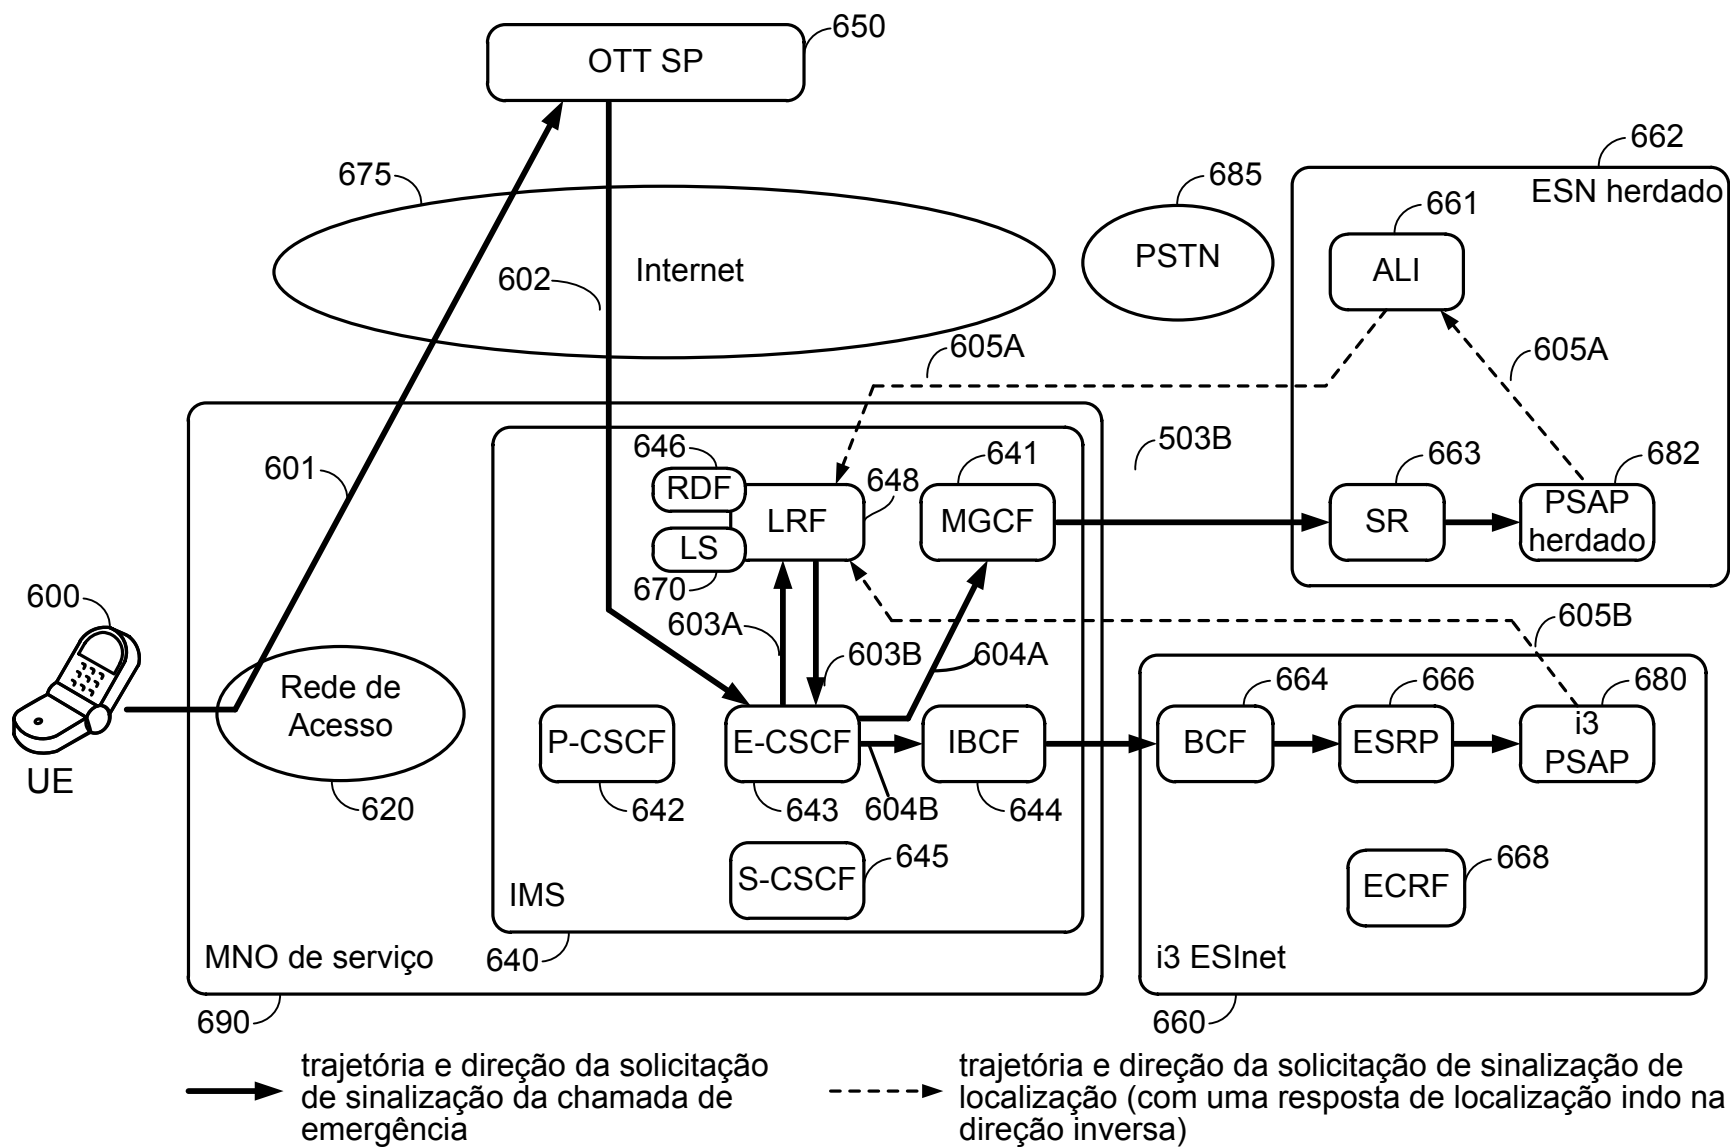 650
OTT SP
662
675
685
ESN herdado
661
PSTN
ALI
Internet
602
605A
605A
503B
646
641
601
663
682
RDF
648
PSAP
LRF
MGCF
SR
herdado
LS
670
600
603A
605B
603B
604A
664
666
680
Rede de
Acesso
i3
P-CSCF
E-CSCF
IBCF
BCF
ESRP
PSAP
UE
620
642
643
604B
644
645
668
S-CSCF
ECRF
IMS
MNO de serviço
640
i3 ESInet
690
660
trajetória e direção da solicitação
de sinalização da chamada de
emergência
trajetória e direção da solicitação de sinalização de
localização (com uma resposta de localização indo na
direção inversa)